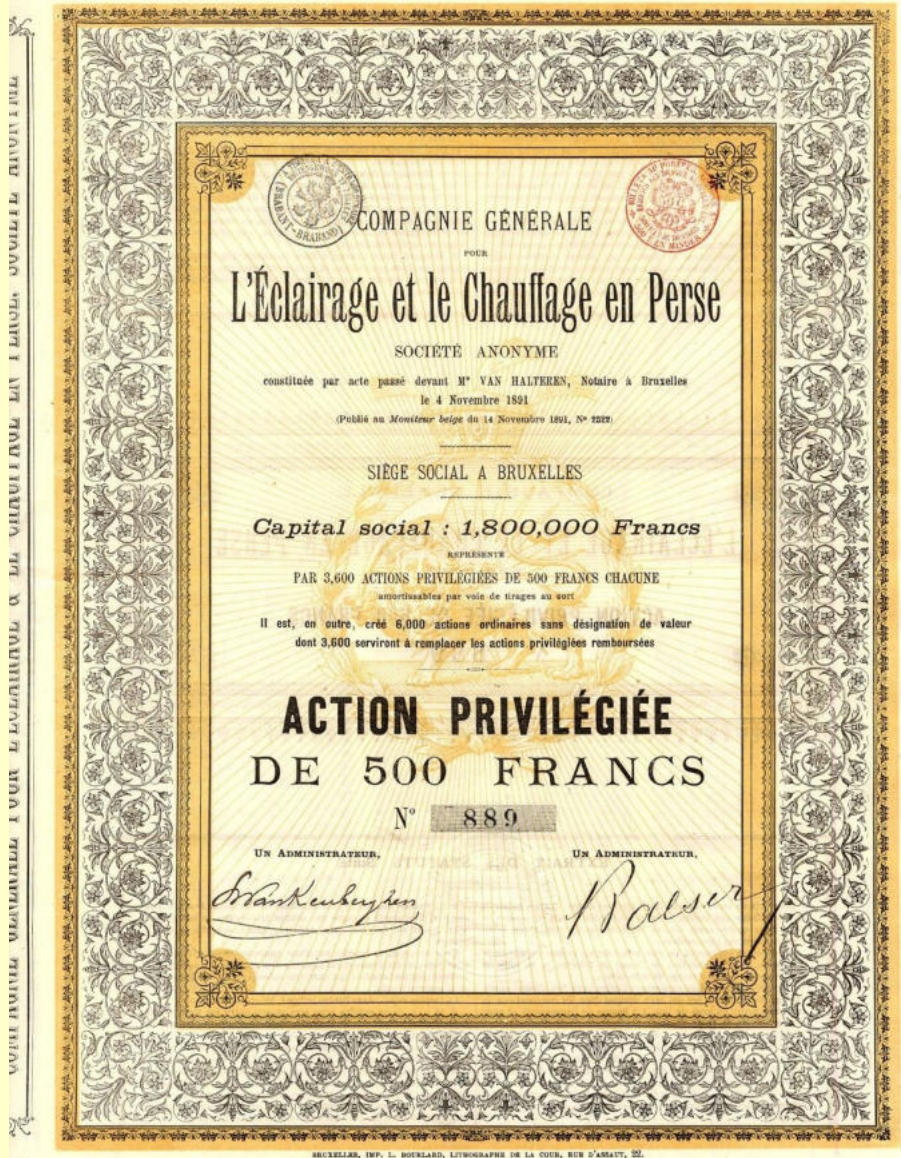 COMPAGNIE GÉNÉRALE
POUR
L'Éclairage et le Chauffage en Perse
SOCIÉTÉ ANONYME
constituée par acte passé devant Me VAN HALTEREN, Notaire à Bruxelles
le 4 Novembre 1891
(Publié au Moniteur belge du 14 Novembre 1891, No 2522)
SIÈGE SOCIAL A BRUXELLES
Capital social : 1,800,000 Francs
REPRÉSENTÉ
PAR 3,600 ACTIONS PRIVILÉGIÉES DE 500 FRANCS CHACUNE
amortissables par voie de tirages au sort
Il est, en outre, créé 6,000 actions ordinaires sans désignation de valeur
dont 3,600 serviront à remplacer les actions privilégiées remboursées
ACTION PRIVILÉGIÉE
DE 500 FRANCS
No 889
UN ADMINISTRATEUR, UN ADMINISTRATEUR,
BRUXELLES, IMP. L. BOURLARD, LITHOGRAPHE DE LA COUR, RUE D'ASSAUT, 22.